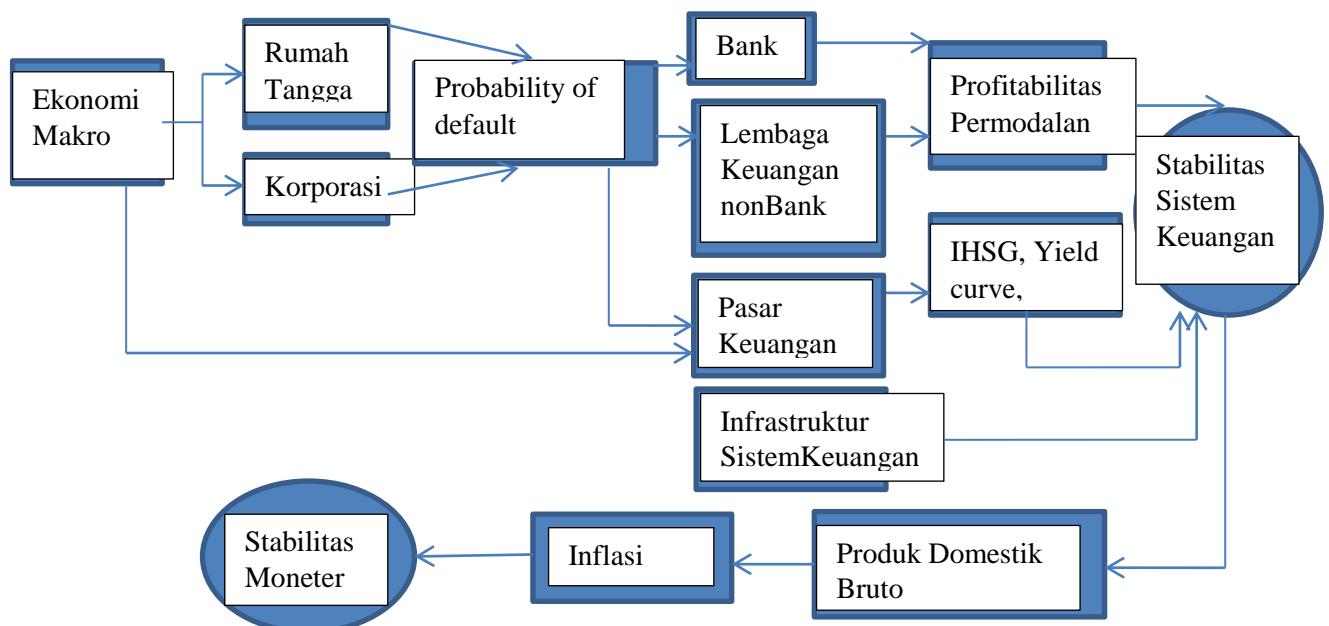 Ekonomi
Makro
Rumah
Tangga
Korporasi
Probability of
default
Bank
Lembaga
Keuangan
nonBank
Pasar
Keuangan
Infrastruktur
SistemKeuangan
Profitabilitas
Permodalan
IHSG, Yield
curve,
Stabilitas
Sistem
Keuangan
Produk Domestik
Bruto
Inflasi
Stabilitas
Moneter